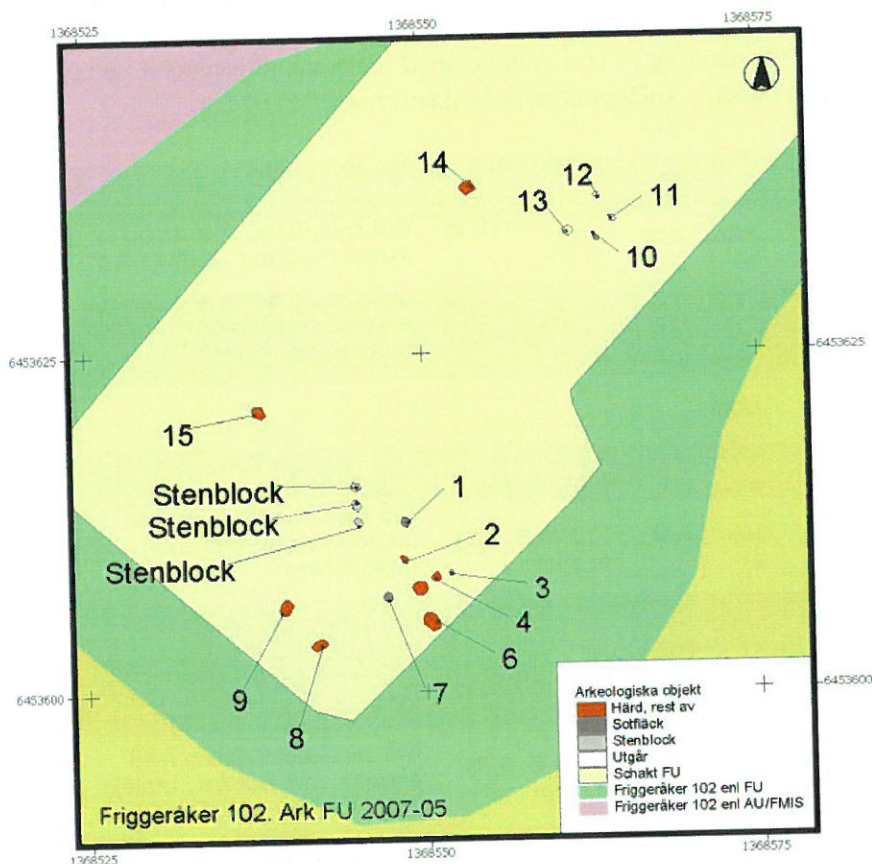 1368525
1368550
1368575
14
12
11
13
10
6453625
6453625
15
Stenblock
1
Stenblock
2
Stenblock
3
4
6
9
7
8
6453600
6453600
Arkeologiska objekt
Härd, rest av
Sotfläck
Stenblock
Utgår
Schakt FU
Friggeråker 102 enl FU
Friggeråker 102 enl AU/FMIS
Friggeråker 102. Ark FU 2007-05
1368525
1368550
1368575